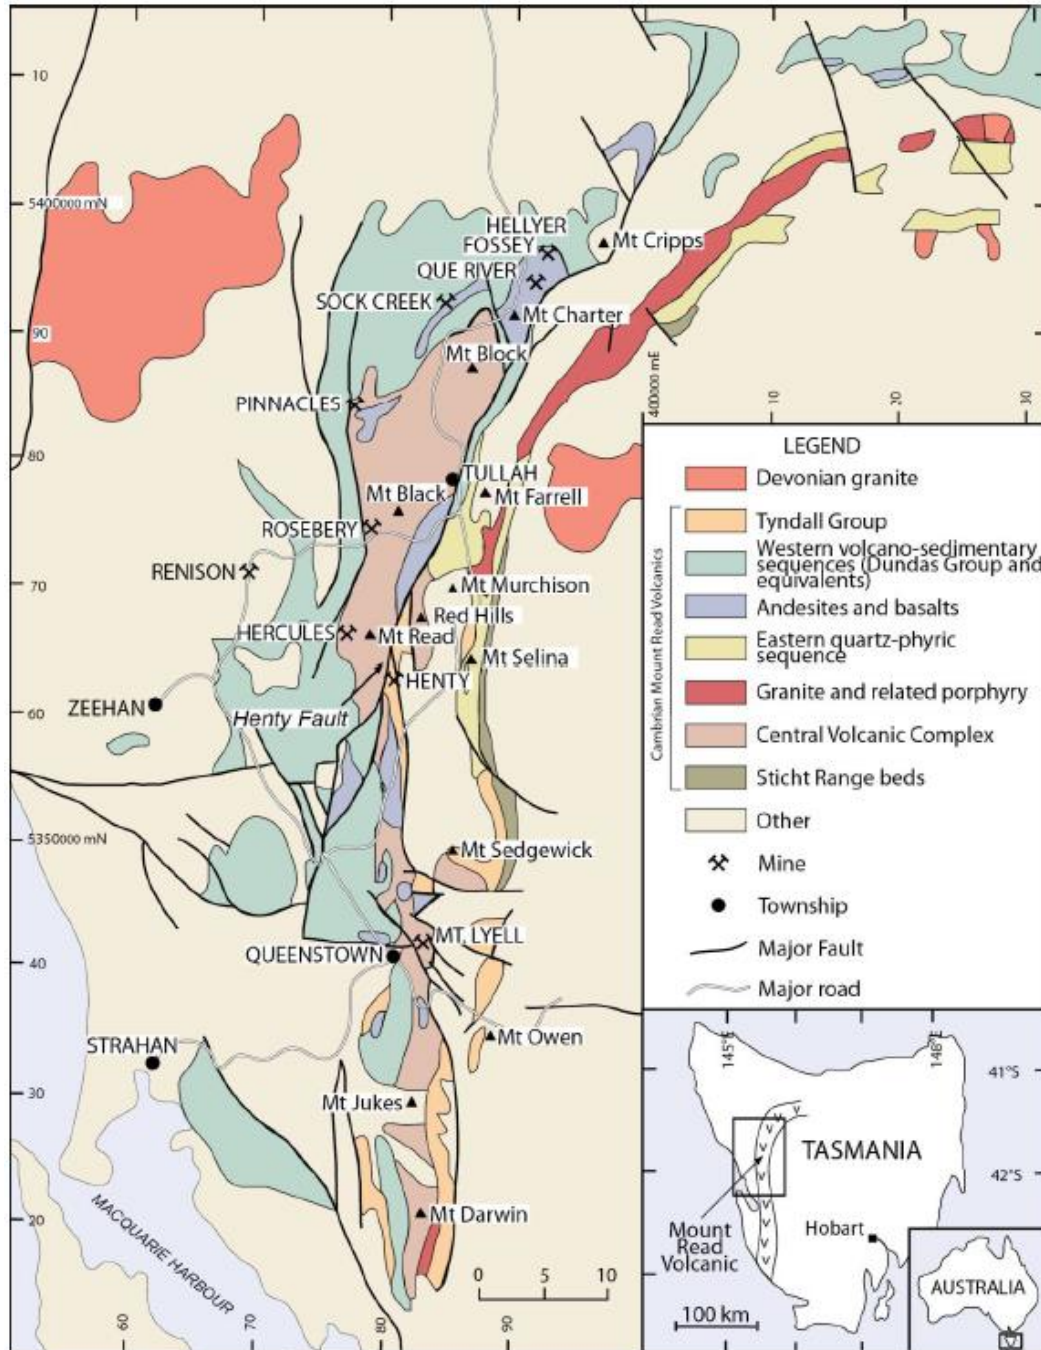 10
5400000 mN
HELLYER
FOSSEY
Mt Cripps
QUE RIVER
SOCK CREEK
Mt Charter
90
Mt Block
PINNACLES
400000 mE
10
20
30
80
TULLAH
Mt Black
Mt Farrell
ROSEBERY
RENISON
70
Mt Murchison
Red Hills
HERCULES
Mt Read
Mt Selina
HENTY
ZEEHAN
60
Henty Fault
5350000 mN
Mt Sedgewick
MT. LYELL
QUEENSTOWN
40
Mt Owen
STRAHAN
30
Mt Jukes
MACQUARIE HARBOUR
20
Mt Darwin
0
5
10
60
70
80
90
LEGEND
Devonian granite
Cambrian Mount Read Volcanics
Tyndall Group
Western volcano-sedimentary
sequences (Dundas Group and
equivalents)
Andesites and basalts
Eastern quartz-phyric
sequence
Granite and related porphyry
Central Volcanic Complex
Sticht Range beds
Other
Mine
Township
Major Fault
Major road
145°E
148°E
41°S
TASMANIA
42°S
Mount
Read
Volcanic
Hobart
100 km
AUSTRALIA